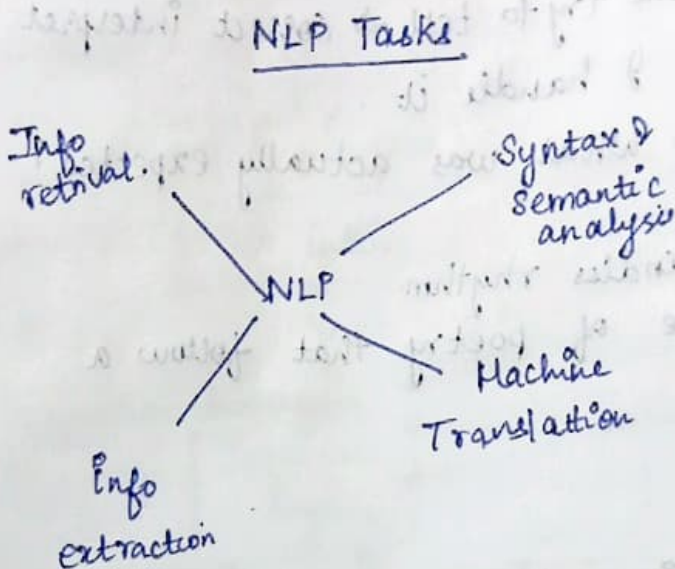 NLP Tasks
Info
retrival.
Syntax &
Semantic
analysis
NLP
Machine
Translattion
info
extraction